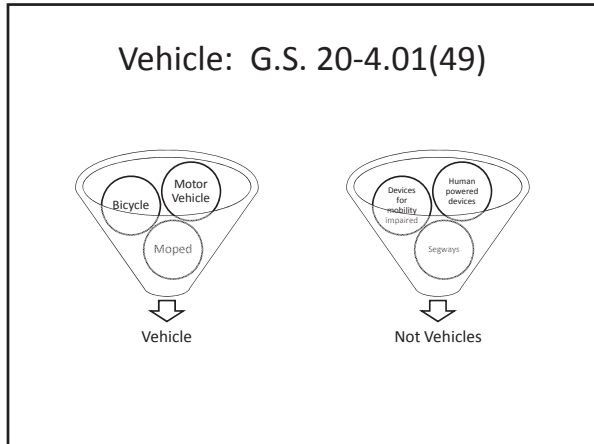 Vehicle: G.S. 20-4.01(49)
Bicycle
Motor
Vehicle
Moped
Vehicle
Devices
for
mobility
impaired
Human
powered
devices
Segways
Not Vehicles